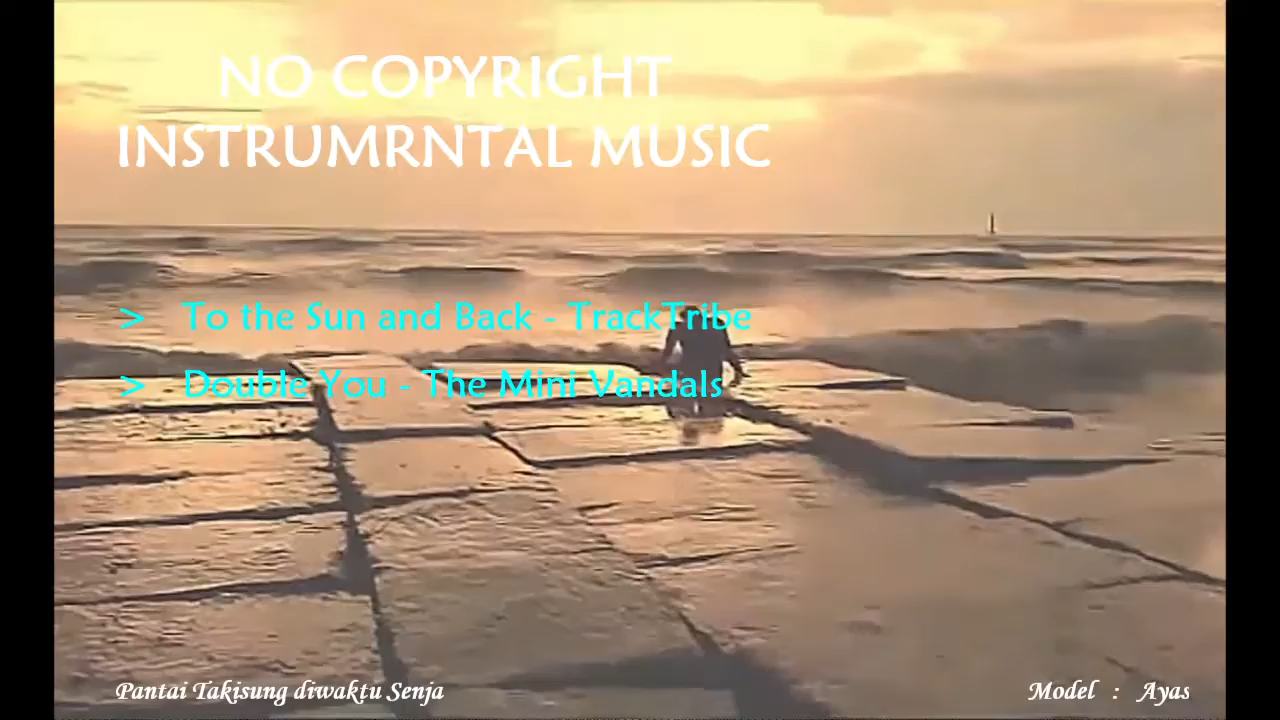 NO COPYRIGHT
INSTRUMRNTAL MUSIC
> To the Sun and Back - TrackTribe
> Double You - The Mini Vandals
Pantai Takisung diwaktu Senja
Model : Ayas